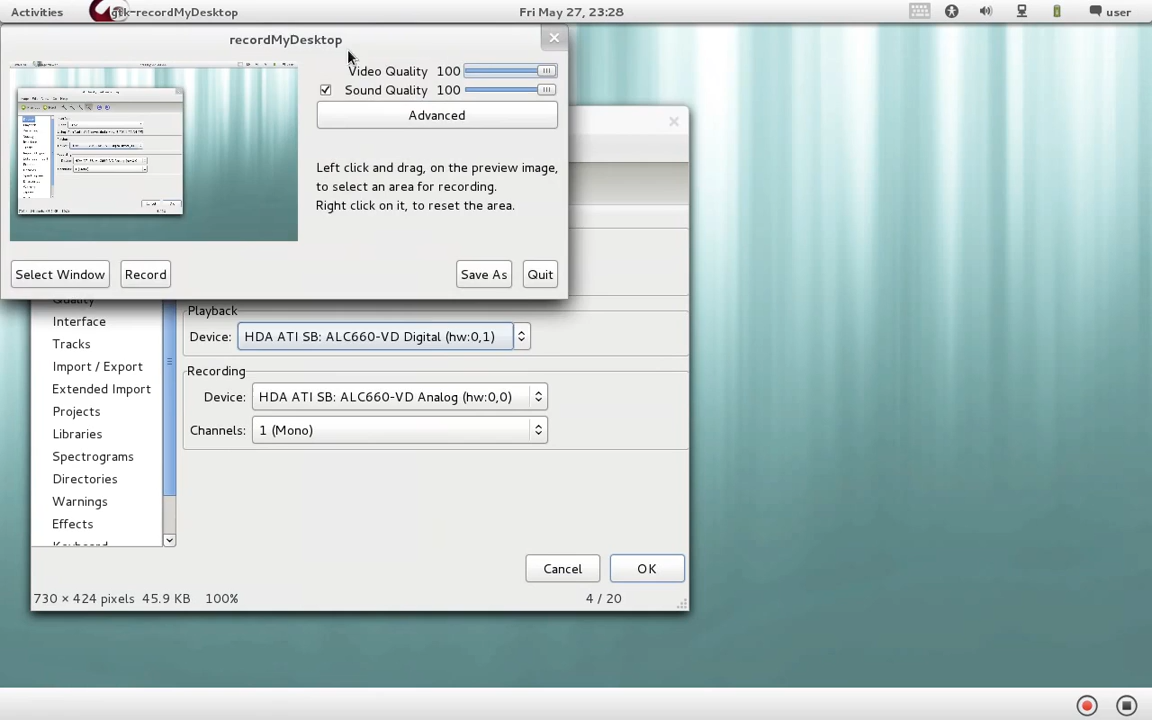 Activities
gtk-recordMyDesktop
Fri May 27, 23:28
user
recordMyDesktop
Video Quality 100
Sound Quality 100
Advanced
Left click and drag, on the preview image,
to select an area for recording.
Right click on it, to reset the area.
Select Window
Record
Save As
Quit
Quality
Interface
Tracks
Import / Export
Extended Import
Projects
Libraries
Spectrograms
Directories
Warnings
Effects
Keyboard
Playback
Device: HDA ATI SB: ALC660-VD Digital (hw:0,1)
Recording
Device: HDA ATI SB: ALC660-VD Analog (hw:0,0)
Channels: 1 (Mono)
Cancel
OK
730 × 424 pixels 45.9 KB 100%
4 / 20